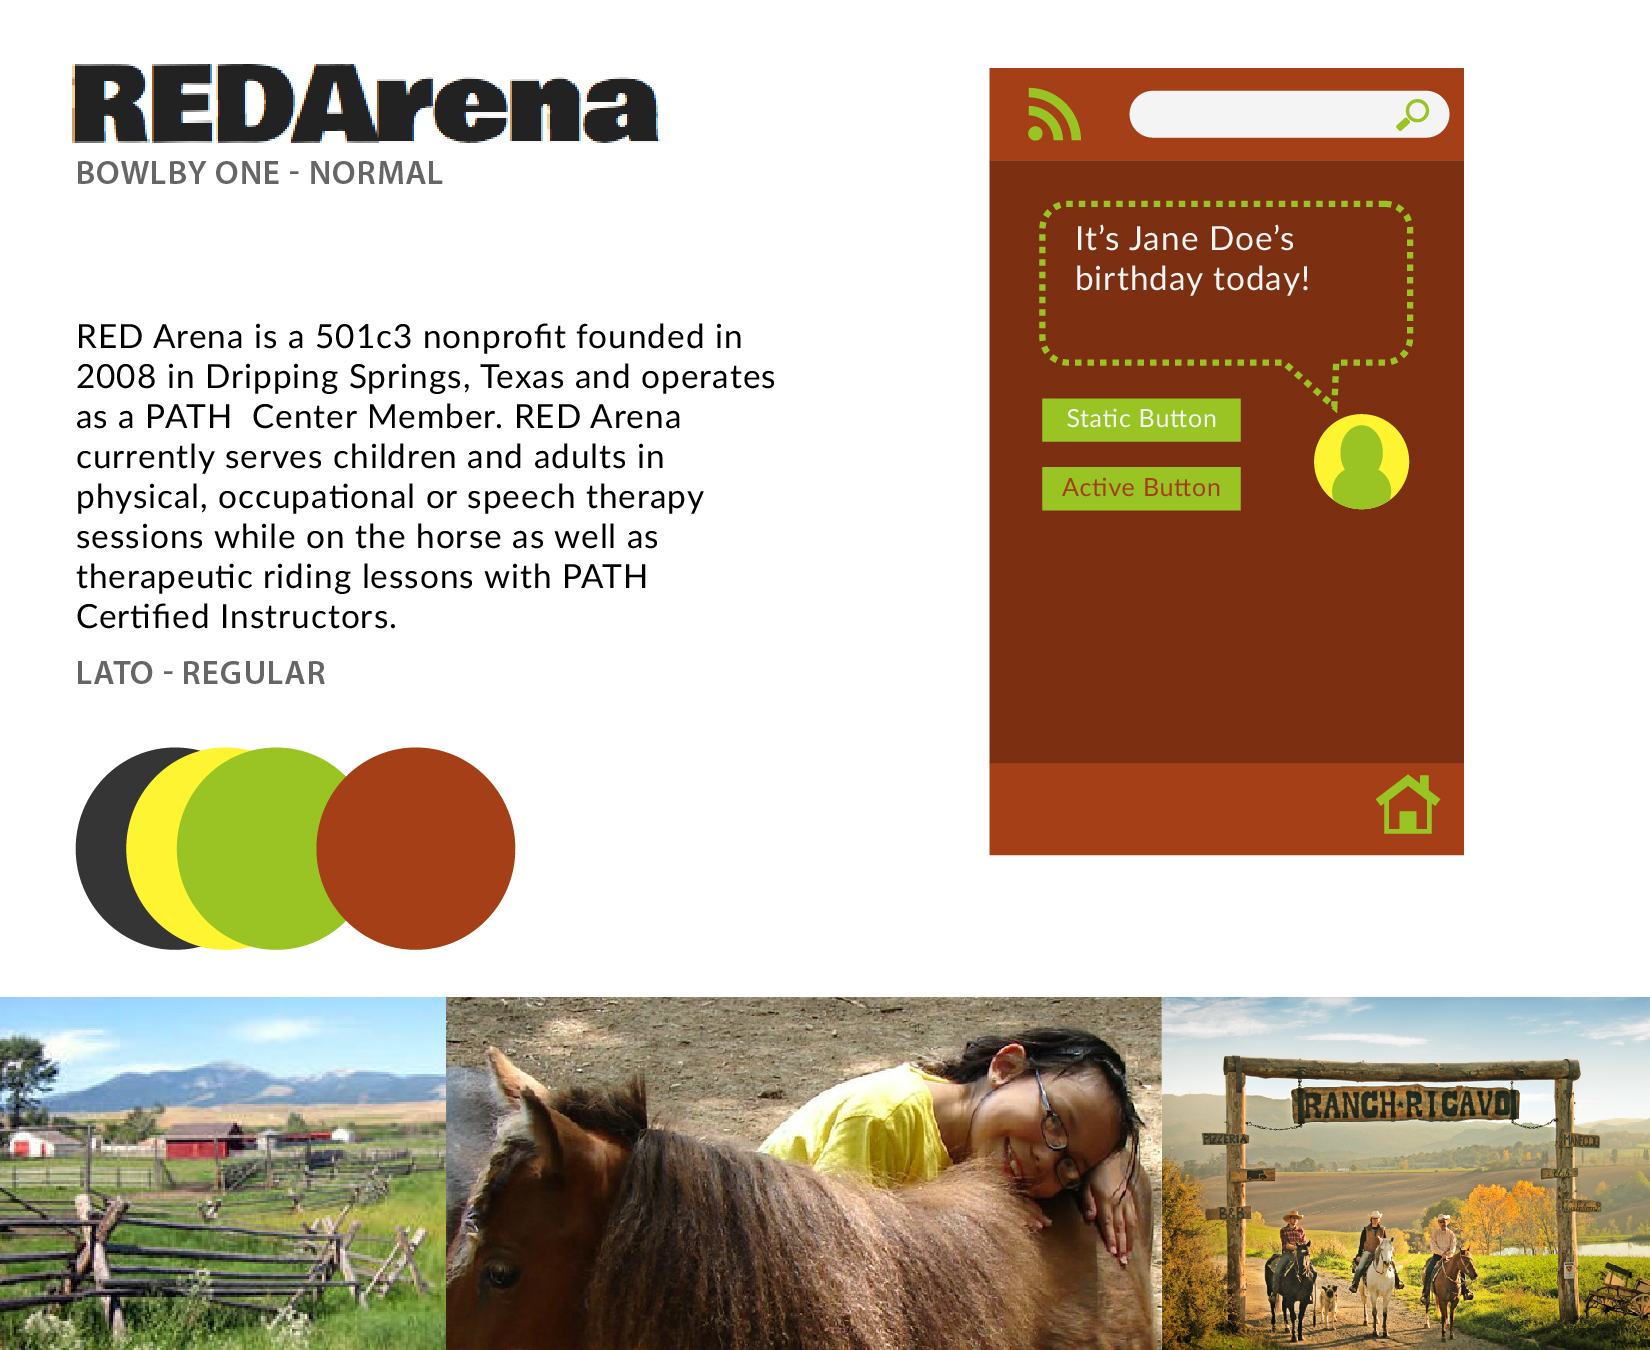 REDArena
BOWLBY ONE - NORMAL
RED Arena is a 501c3 nonprofit founded in
2008 in Dripping Springs, Texas and operates
as a PATH  Center Member. RED Arena
currently serves children and adults in
physical, occupational or speech therapy
sessions while on the horse as well as
therapeutic riding lessons with PATH
Certified Instructors.
LATO - REGULAR
It's Jane Doe's
birthday today!
Static Button
Active Button
RANCH·RICAVO
PIZZERIA
B&B